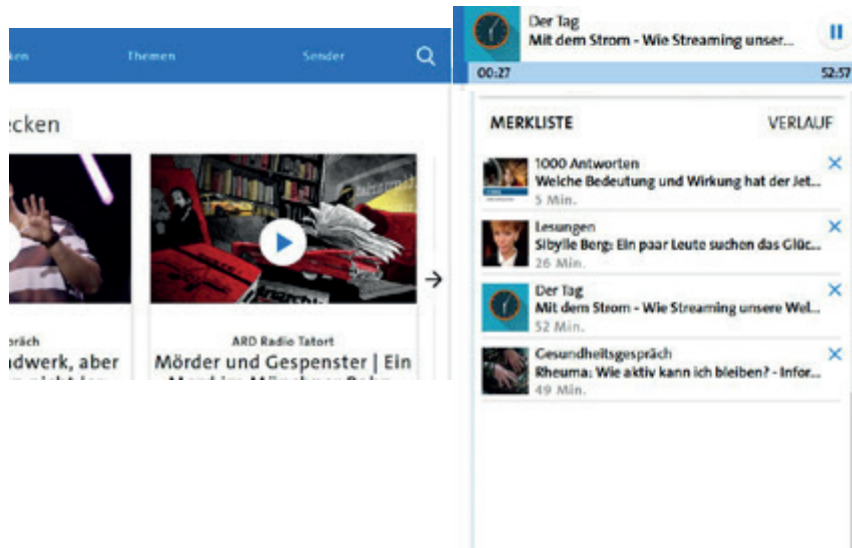 ken Themen Sender
ecken
präch
dwerk, aber
ARD Radio Tatort
Mörder und Gespenster | Ein
Der Tag
Mit dem Strom - Wie Streaming unser...
00:27 52:57
MERKLISTE VERLAUF
1000 Antworten
Welche Bedeutung und Wirkung hat der Jet...
5 Min.
Lesungen
Sibylle Berg: Ein paar Leute suchen das Glüc...
26 Min.
Der Tag
Mit dem Strom - Wie Streaming unsere Wel...
52 Min.
Gesundheitsgespräch
Rheuma: Wie aktiv kann ich bleiben? - Infor...
49 Min.